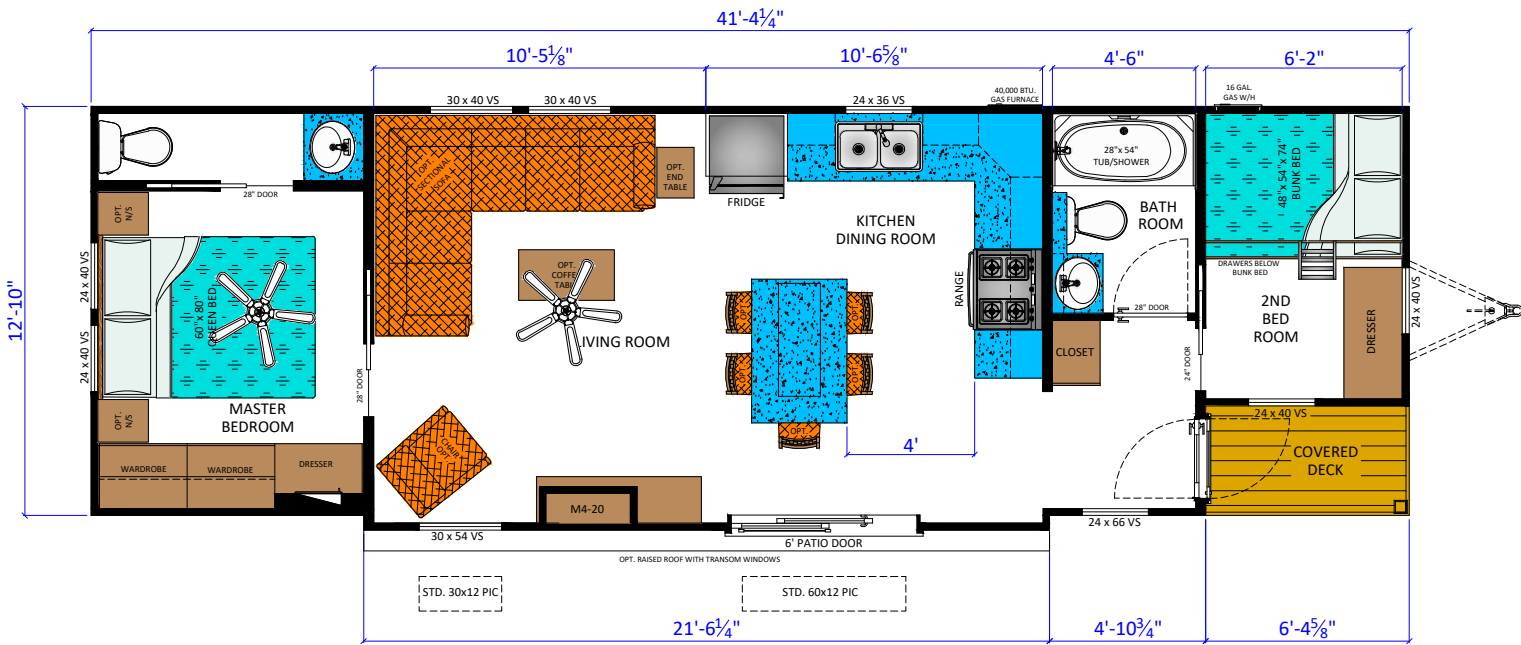 41'-4¼"
10'-5⅛"
10'-6⅝"
4'-6"
6'-2"
30 x 40 VS
30 x 40 VS
24 x 36 VS
40,000 BTU.
GAS FURNACE
16 GAL.
GAS W/H
12'-10"
28" DOOR
OPT.
N/S
24 x 40 VS
24 x 40 VS
60"x 80"
QUEEN BED
OPT.
N/S
MASTER
BEDROOM
WARDROBE
WARDROBE
DRESSER
28" DOOR
OPT
SECTIONAL
SOFA
OPT.
END
TABLE
OPT.
COFFEE
TABLE
LIVING ROOM
CHAIR
OPT
30 x 54 VS
M4-20
FRIDGE
KITCHEN
DINING ROOM
RANGE
OPT.
OPT.
OPT.
OPT.
OPT.
4'
6' PATIO DOOR
28"x 54"
TUB/SHOWER
BATH
ROOM
28" DOOR
CLOSET
24" DOOR
48"x 54"x 74"
BUNK BED
DRAWERS BELOW
BUNK BED
2ND
BED
ROOM
DRESSER
24 x 40 VS
24 x 40 VS
COVERED
DECK
24 x 66 VS
OPT. RAISED ROOF WITH TRANSOM WINDOWS
STD. 30x12 PIC
STD. 60x12 PIC
21'-6¼"
4'-10¾"
6'-4⅝"